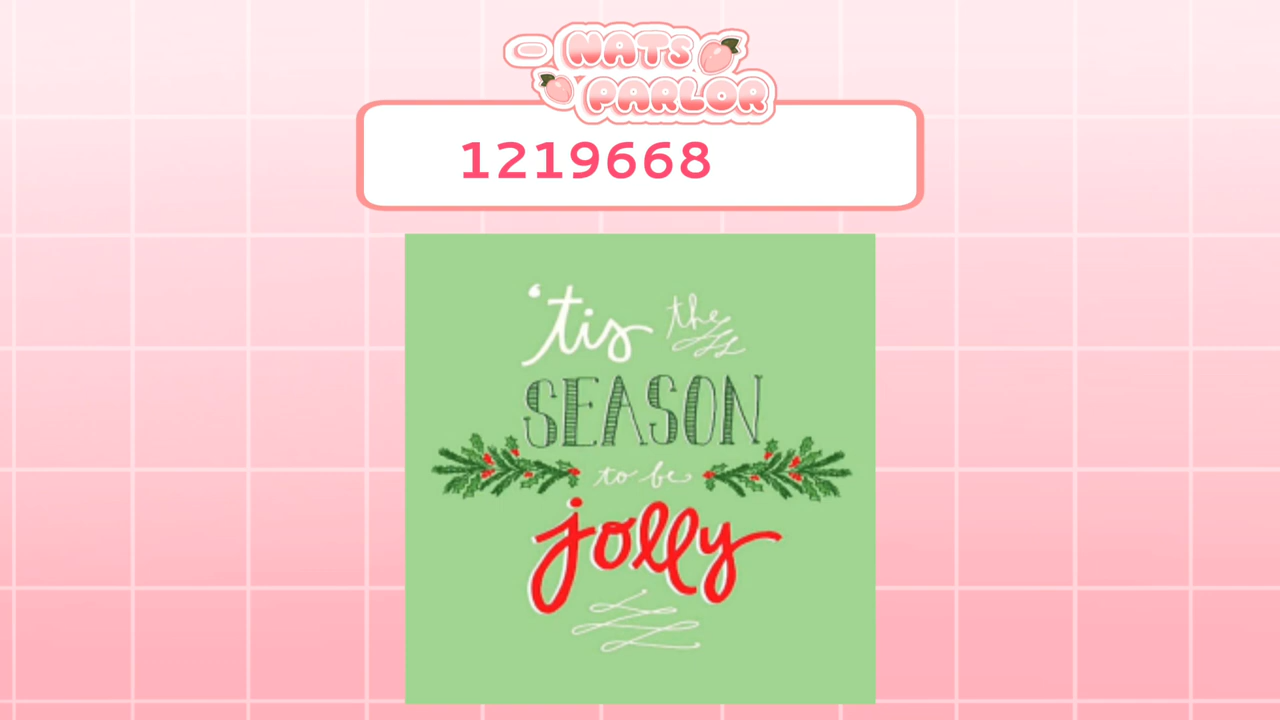 NATS
PARLOR
1219668
‘tis the
SEASON
to be
jolly